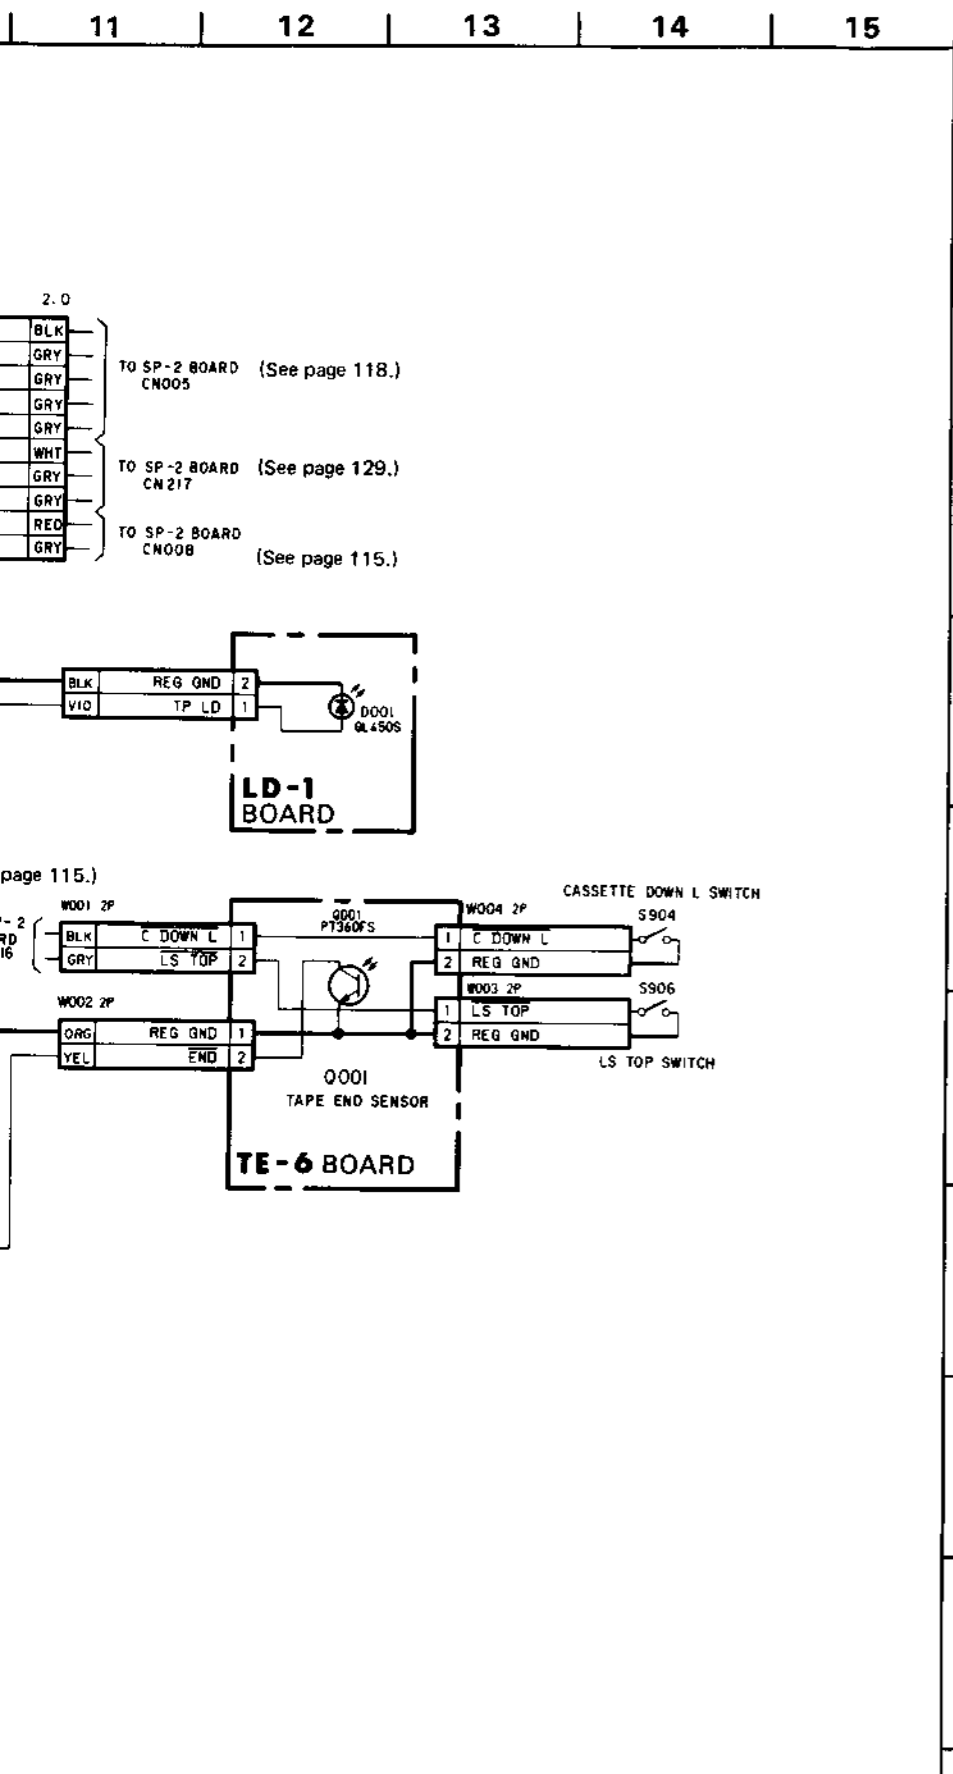 11 12 13 14 15
2.0
BLK
GRY
GRY
GRY
GRY
WHT
GRY
GRY
RED
GRY
TO SP-2 BOARD (See page 118.)
CN005
TO SP-2 BOARD (See page 129.)
CN217
TO SP-2 BOARD
CN008
(See page 115.)
BLK REG GND 2
VIO TP LD 1
D001
GL450S
LD-1
BOARD
page 115.)
W001 2P
P-2
RD
16
BLK C DOWN L 1
GRY LS TOP 2
W002 2P
ORG REG GND 1
YEL END 2
Q001
PT360FS
W004 2P
1 C DOWN L
2 REG GND
W003 2P
1 LS TOP
2 REG GND
CASSETTE DOWN L SWITCH
S904
S906
LS TOP SWITCH
Q001
TAPE END SENSOR
TE-6 BOARD